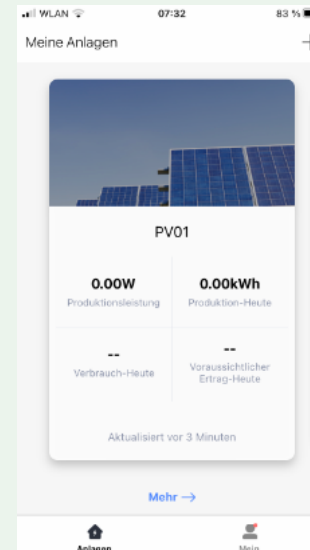 WLAN 07:32 83 %
Meine Anlagen
PV01
0.00W 0.00kWh
Produktionsleistung Produktion-Heute
-- --
Verbrauch-Heute Voraussichtlicher
Ertrag-Heute
Aktualisiert vor 3 Minuten
Mehr →
Anlagen Mein